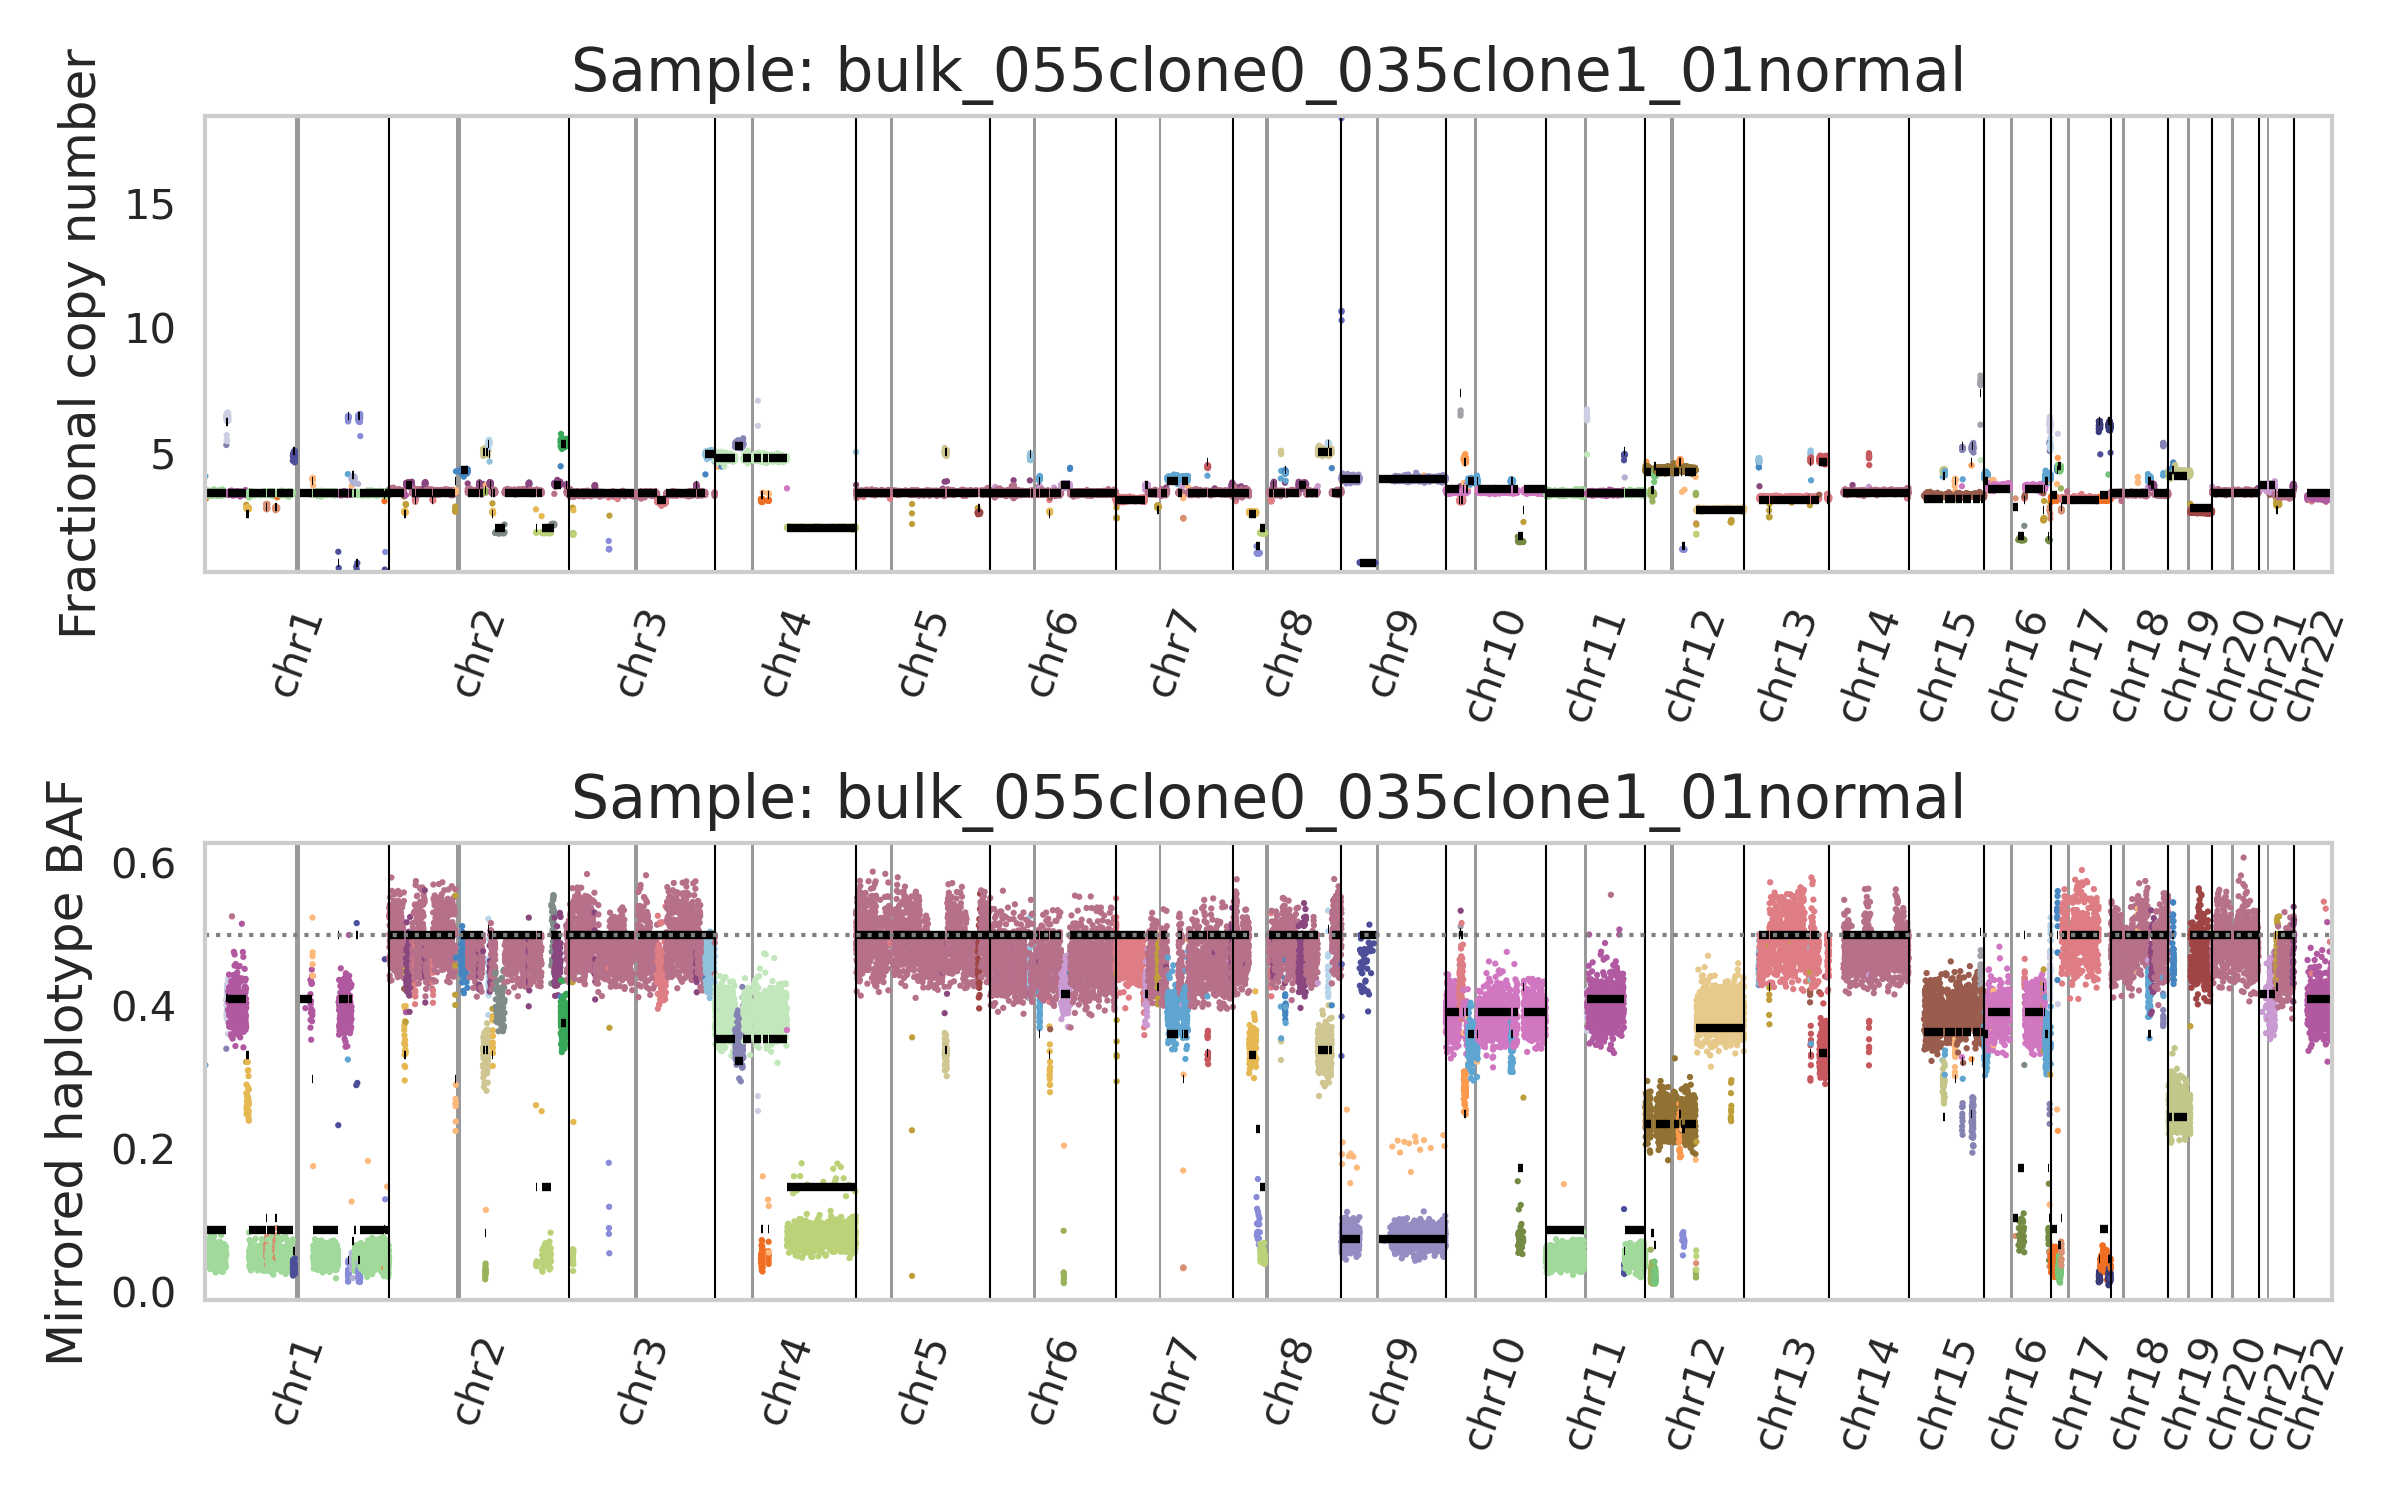 Sample: bulk_055clone0_035clone1_01normal
Fractional copy number
15
10
5
chr1 chr2 chr3 chr4 chr5 chr6 chr7 chr8 chr9 chr10 chr11 chr12 chr13 chr14 chr15 chr16 chr17 chr18 chr19 chr20 chr21 chr22
Sample: bulk_055clone0_035clone1_01normal
Mirrored haplotype BAF
0.6
0.4
0.2
0.0
chr1 chr2 chr3 chr4 chr5 chr6 chr7 chr8 chr9 chr10 chr11 chr12 chr13 chr14 chr15 chr16 chr17 chr18 chr19 chr20 chr21 chr22